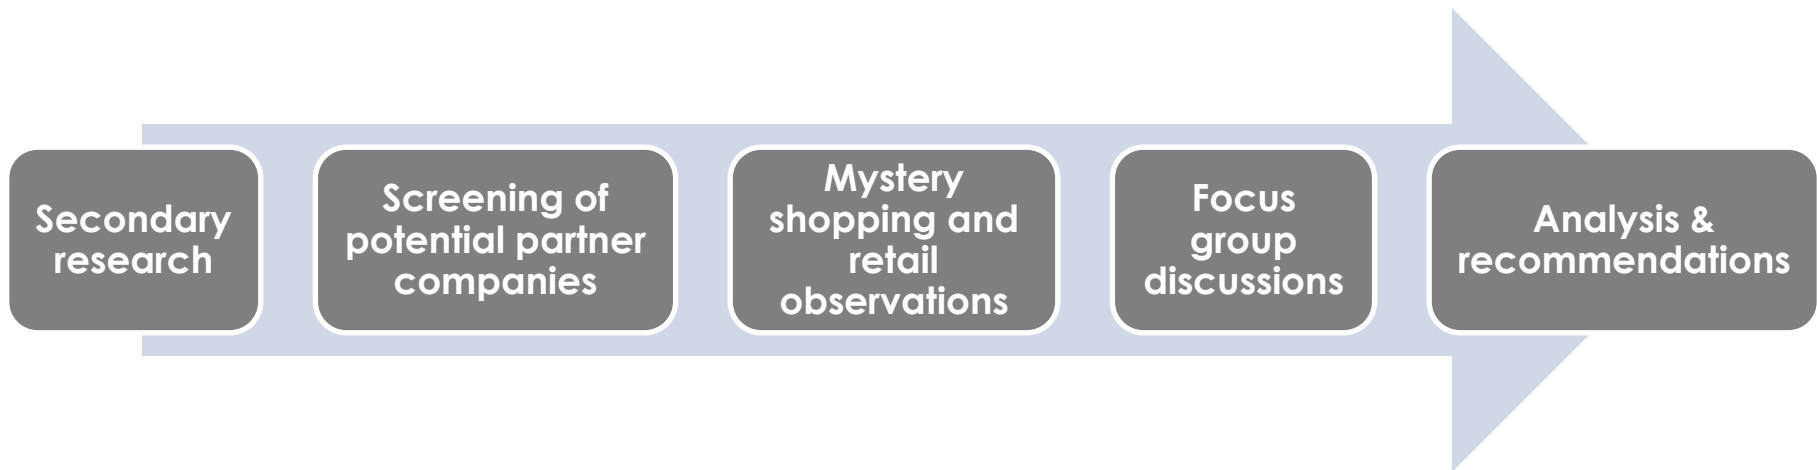 Secondary
research
Screening of
potential partner
companies
Mystery
shopping and
retail
observations
Focus
group
discussions
Analysis &
recommendations